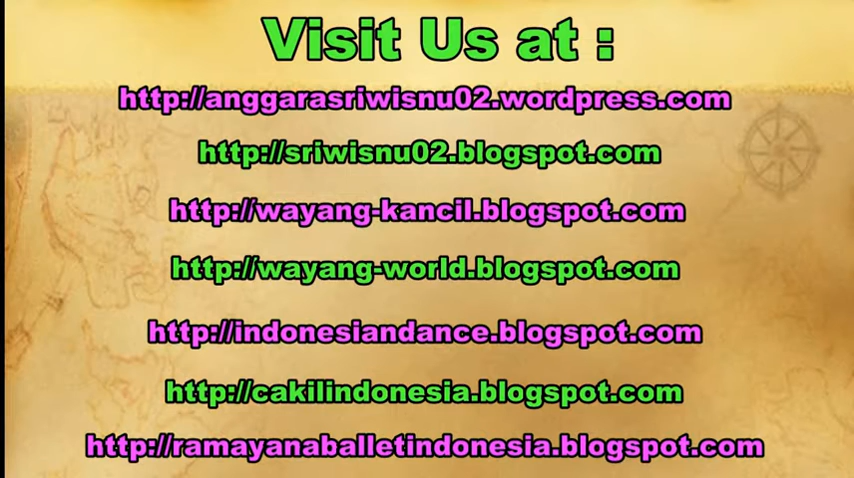 Visit Us at :
http://anggarasriwisnu02.wordpress.com
http://sriwisnu02.blogspot.com
http://wayang-kancil.blogspot.com
http://wayang-world.blogspot.com
http://indonesiandance.blogspot.com
http://cakilindonesia.blogspot.com
http://ramayanaballetindonesia.blogspot.com